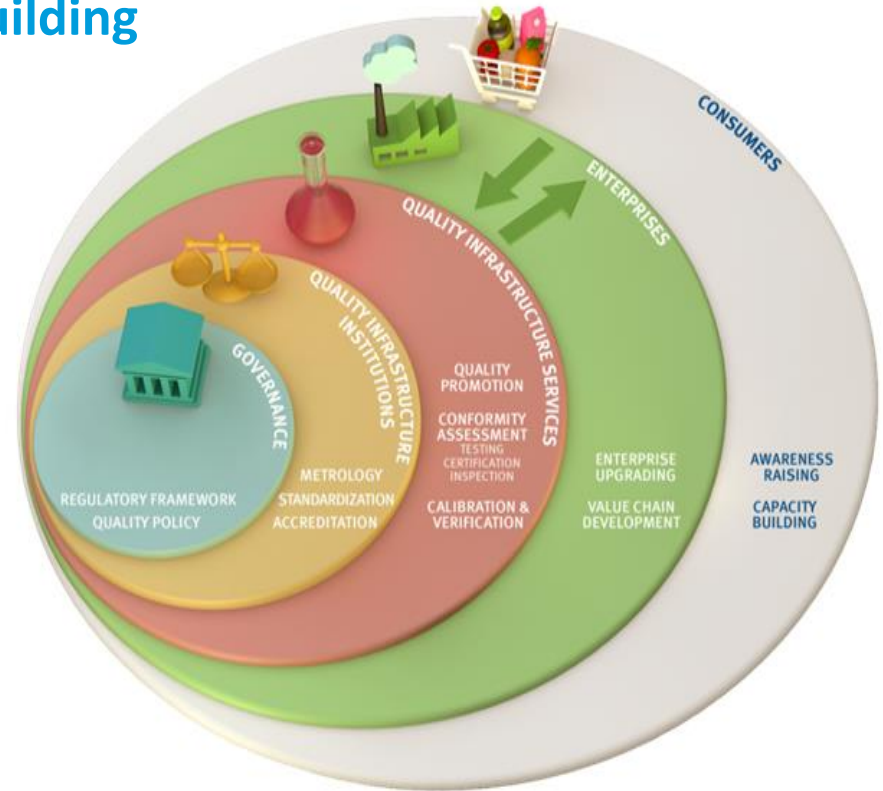 uilding
CONSUMERS
ENTERPRISES
QUALITY INFRASTRUCTURE SERVICES
QUALITY INFRASTRUCTURE
INSTITUTIONS
GOVERNANCE
REGULATORY FRAMEWORK
QUALITY POLICY
METROLOGY
STANDARDIZATION
ACCREDITATION
QUALITY
PROMOTION
CONFORMITY
ASSESSMENT
TESTING
CERTIFICATION
INSPECTION
CALIBRATION &
VERIFICATION
ENTERPRISE
UPGRADING
VALUE CHAIN
DEVELOPMENT
AWARENESS
RAISING
CAPACITY
BUILDING